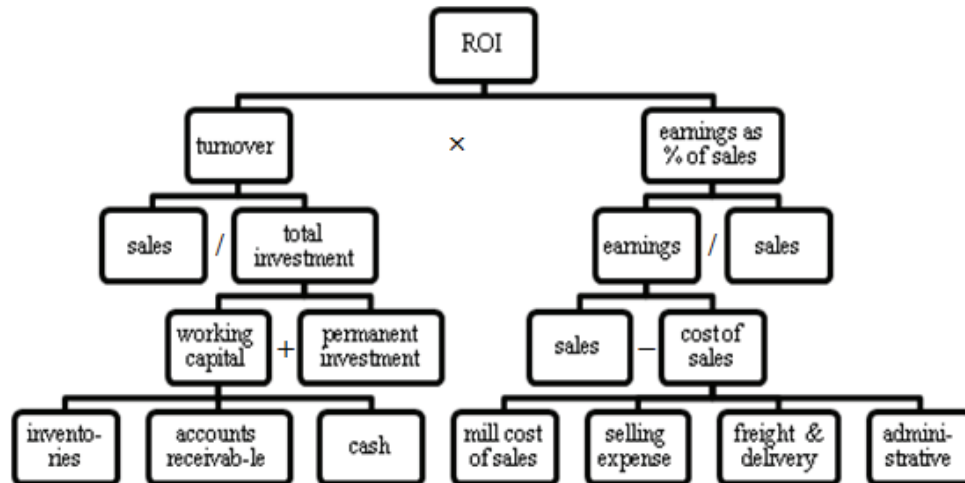 ROI
turnover
×
earnings as
% of sales
sales
/
total
investment
earnings
/
sales
working
capital
+
permanent
investment
sales
−
cost of
sales
invento-
ries
accounts
receivab-le
cash
mill cost
of sales
selling
expense
freight &
delivery
admini-
strative